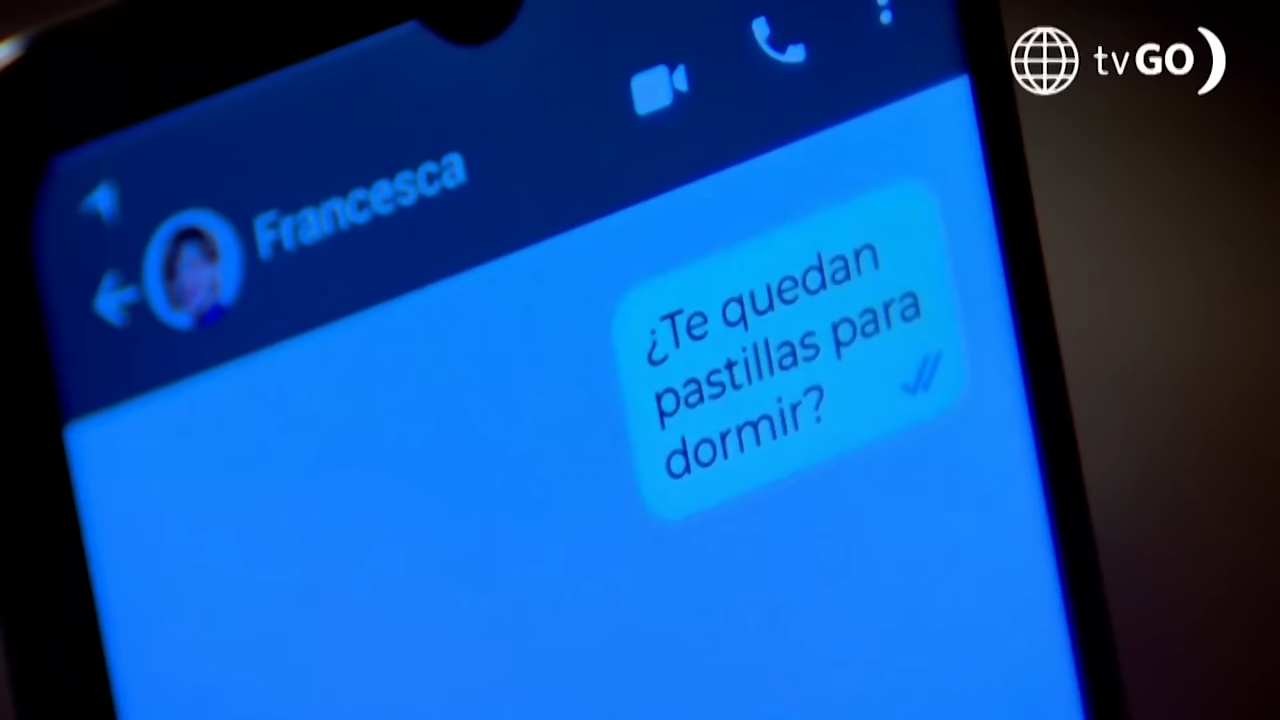 tvGO
Francesca
¿Te quedan
pastillas para
dormir?